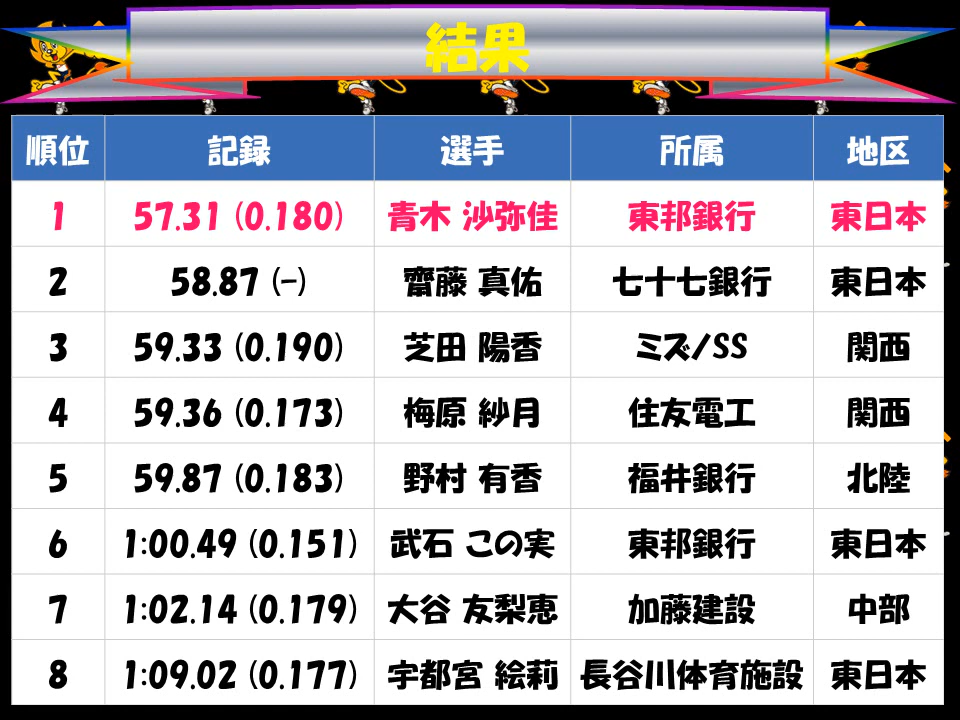 結果
順位 記録 選手 所属 地区
1 57.31 (0.180) 青木 沙弥佳 東邦銀行 東日本
2 58.87 (-) 齋藤 真佑 七十七銀行 東日本
3 59.33 (0.190) 芝田 陽香 ミズノSS 関西
4 59.36 (0.173) 梅原 紗月 住友電工 関西
5 59.87 (0.183) 野村 有香 福井銀行 北陸
6 1:00.49 (0.151) 武石 この実 東邦銀行 東日本
7 1:02.14 (0.179) 大谷 友梨恵 加藤建設 中部
8 1:09.02 (0.177) 宇都宮 絵莉 長谷川体育施設 東日本